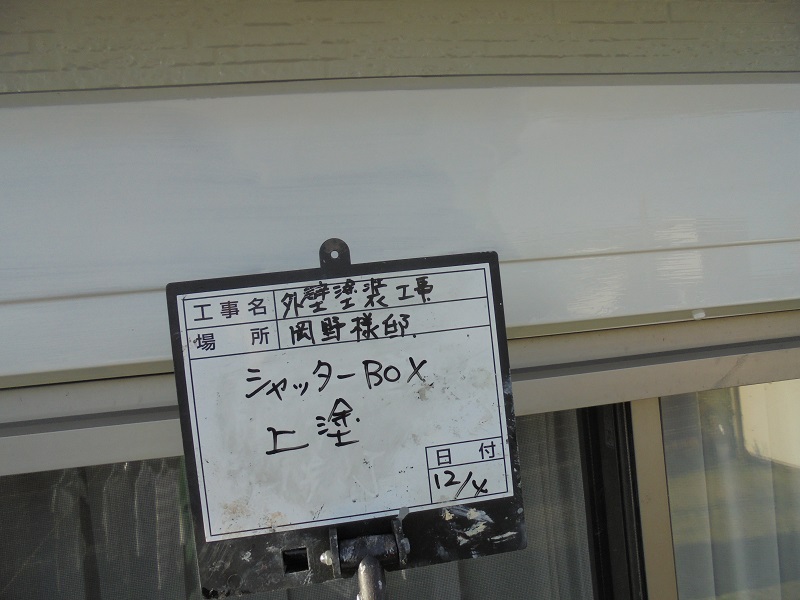 工事名 外壁塗装工事
場所 岡野様邸
シャッターBOX
上塗
日付
12/4